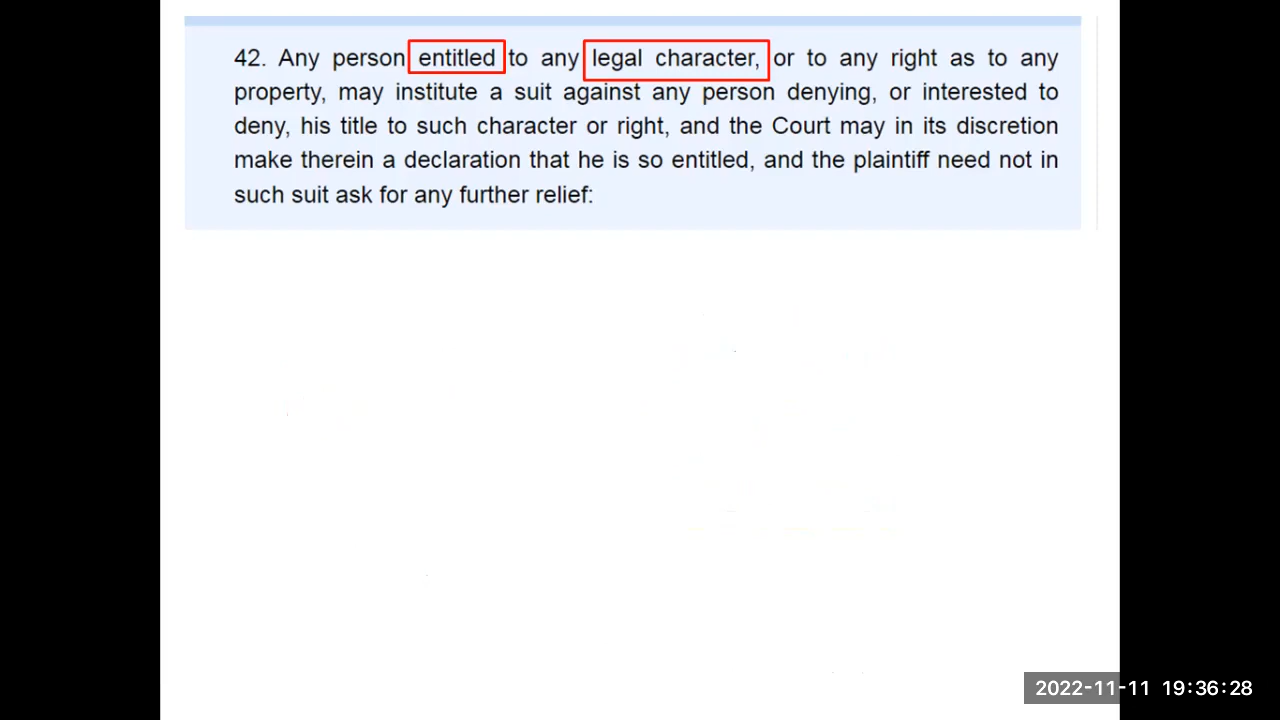 42. Any person entitled to any legal character, or to any right as to any
property, may institute a suit against any person denying, or interested to
deny, his title to such character or right, and the Court may in its discretion
make therein a declaration that he is so entitled, and the plaintiff need not in
such suit ask for any further relief:
2022-11-11 19:36:28